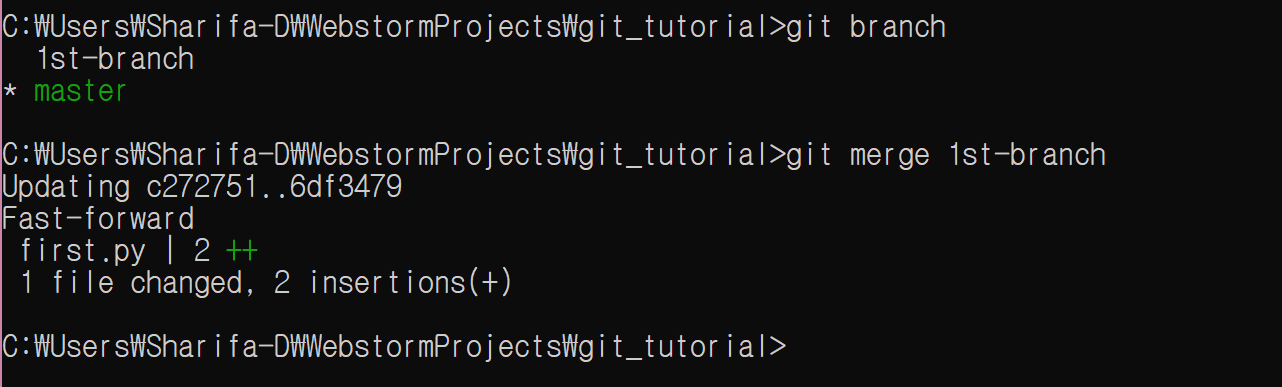 C:₩Users₩Sharifa-D₩WebstormProjects₩git_tutorial>git branch
  1st-branch
* master
C:₩Users₩Sharifa-D₩WebstormProjects₩git_tutorial>git merge 1st-branch
Updating c272751..6df3479
Fast-forward
 first.py | 2 ++
 1 file changed, 2 insertions(+)
C:₩Users₩Sharifa-D₩WebstormProjects₩git_tutorial>